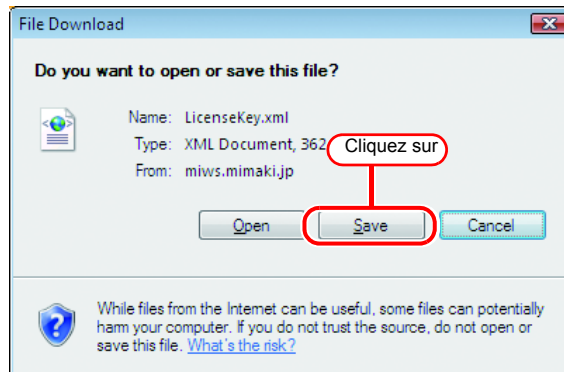 File Download
Do you want to open or save this file?
Name: LicenseKey.xml
Type: XML Document, 362
Cliquez sur
From: miws.mimaki.jp
Open
Save
Cancel
While files from the Internet can be useful, some files can potentially
harm your computer. If you do not trust the source, do not open or
save this file. What's the risk?